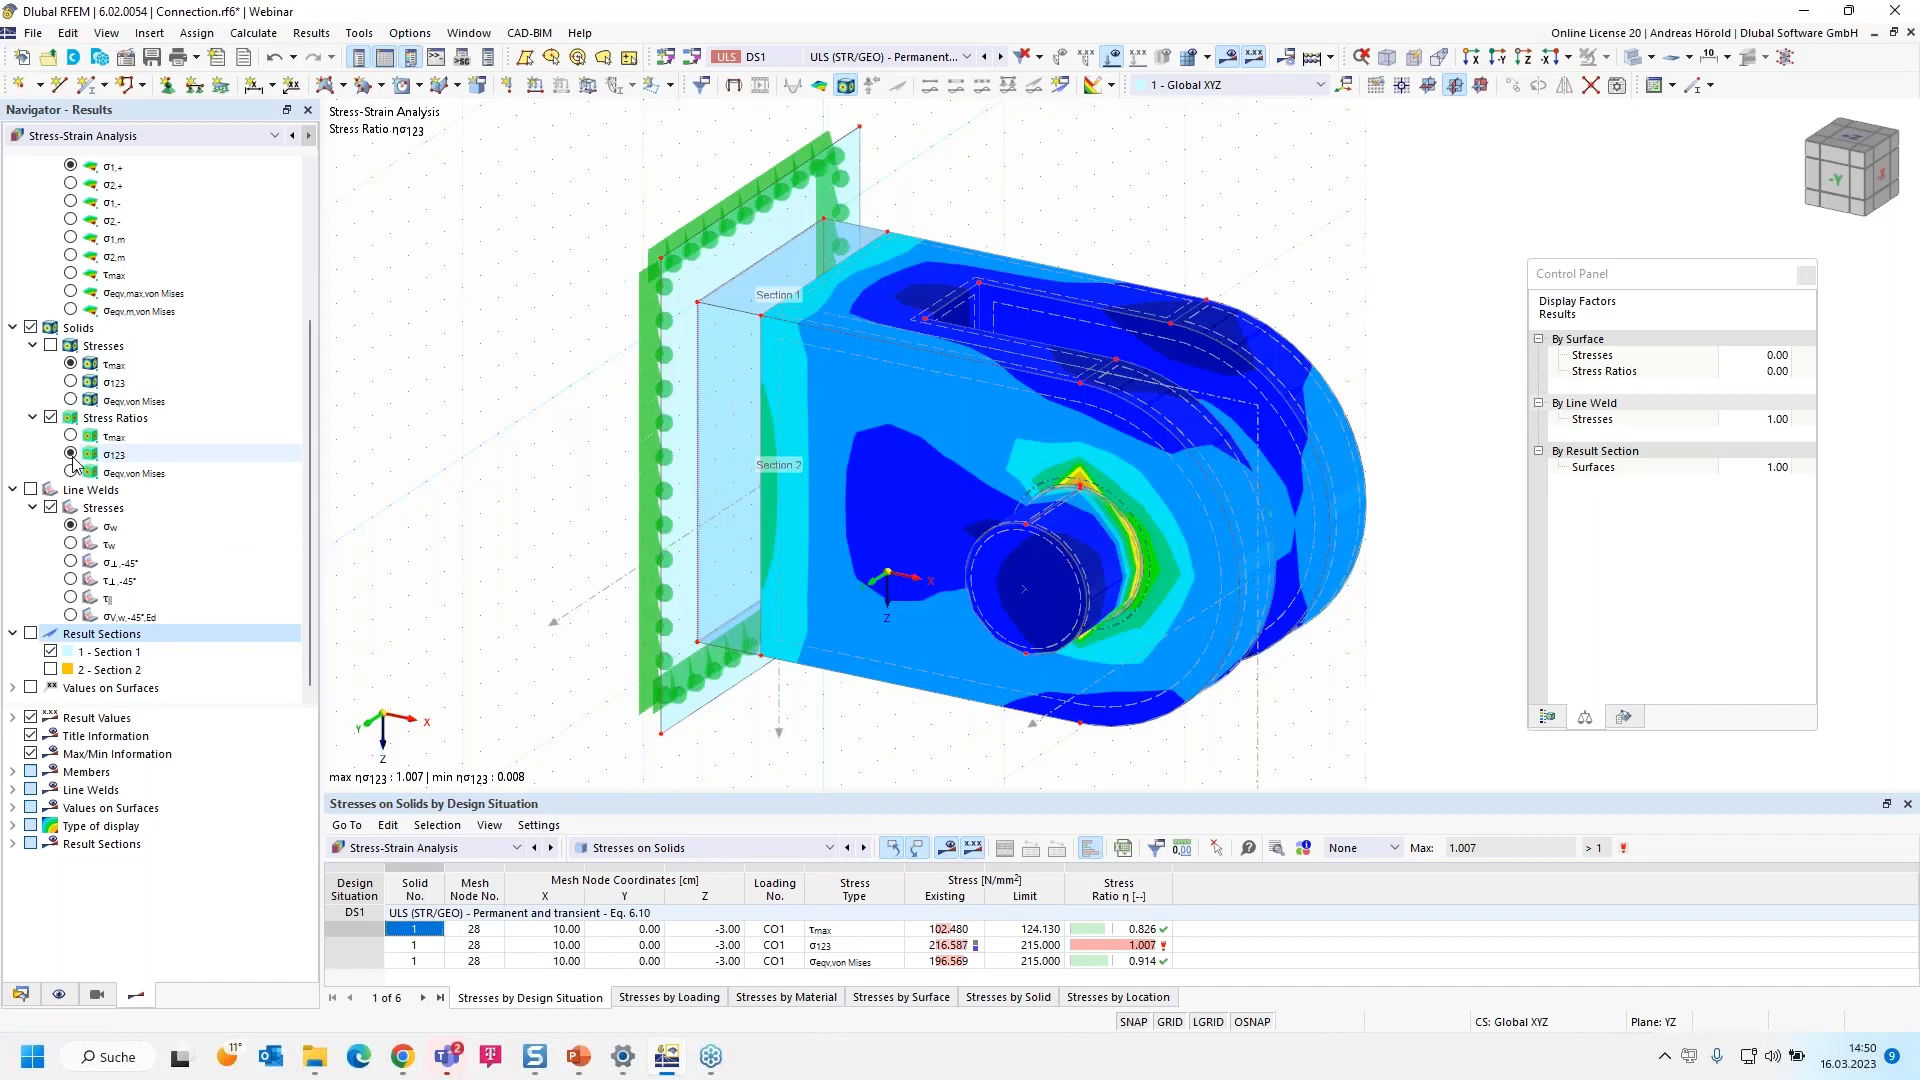 Dlubal RFEM | 6.02.0054 | Connection.rf6* | Webinar
File Edit View Insert Assign Calculate Results Tools Options Window CAD-BIM Help
Online License 20 | Andreas Hörold | Dlubal Software GmbH
ULS DS1 ULS (STR/GEO) - Permanent...
1 - Global XYZ
Navigator - Results
Stress-Strain Analysis
σ1,+
σ2,+
σ1,-
σ2,-
σ1,m
σ2,m
τmax
σeqv,max,von Mises
σeqv,m,von Mises
Solids
Stresses
τmax
σ123
σeqv,von Mises
Stress Ratios
τmax
σ123
σeqv,von Mises
Line Welds
Stresses
σw
τw
σ⊥,-45°
τ⊥,-45°
τ||
σV,w,-45°,Ed
Result Sections
1 - Section 1
2 - Section 2
Values on Surfaces
Result Values
Title Information
Max/Min Information
Members
Line Welds
Values on Surfaces
Type of display
Result Sections
Stress-Strain Analysis
Stress Ratio ησ123
Section 1
Section 2
X
Z
X
Y
Z
max ησ123 : 1.007 | min ησ123 : 0.008
-Z
-Y
-X
Control Panel
Display Factors
Results
By Surface
Stresses 0.00
Stress Ratios 0.00
By Line Weld
Stresses 1.00
By Result Section
Surfaces 1.00
Stresses on Solids by Design Situation
Go To Edit Selection View Settings
Stress-Strain Analysis Stresses on Solids None Max: 1.007 > 1 !
Design Solid Mesh Mesh Node Coordinates [cm] Loading Stress Stress [N/mm2] Stress
Situation No. Node No. X Y Z No. Type Existing Limit Ratio η [--]
DS1 ULS (STR/GEO) - Permanent and transient - Eq. 6.10
1 28 10.00 0.00 -3.00 CO1 τmax 102.480 124.130 0.826
1 28 10.00 0.00 -3.00 CO1 σ123 216.587 215.000 1.007 !
1 28 10.00 0.00 -3.00 CO1 σeqv,von Mises 196.569 215.000 0.914
1 of 6 Stresses by Design Situation Stresses by Loading Stresses by Material Stresses by Surface Stresses by Solid Stresses by Location
SNAP GRID LGRID OSNAP CS: Global XYZ Plane: YZ
Suche 11° 2
14:50
16.03.2023 9